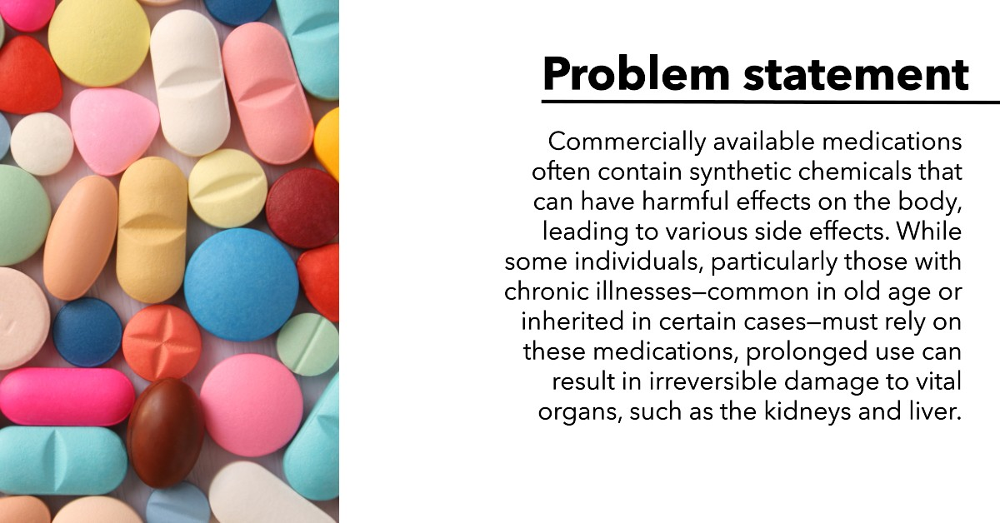 Problem statement
Commercially available medications
often contain synthetic chemicals that
can have harmful effects on the body,
leading to various side effects. While
some individuals, particularly those with
chronic illnesses—common in old age or
inherited in certain cases—must rely on
these medications, prolonged use can
result in irreversible damage to vital
organs, such as the kidneys and liver.